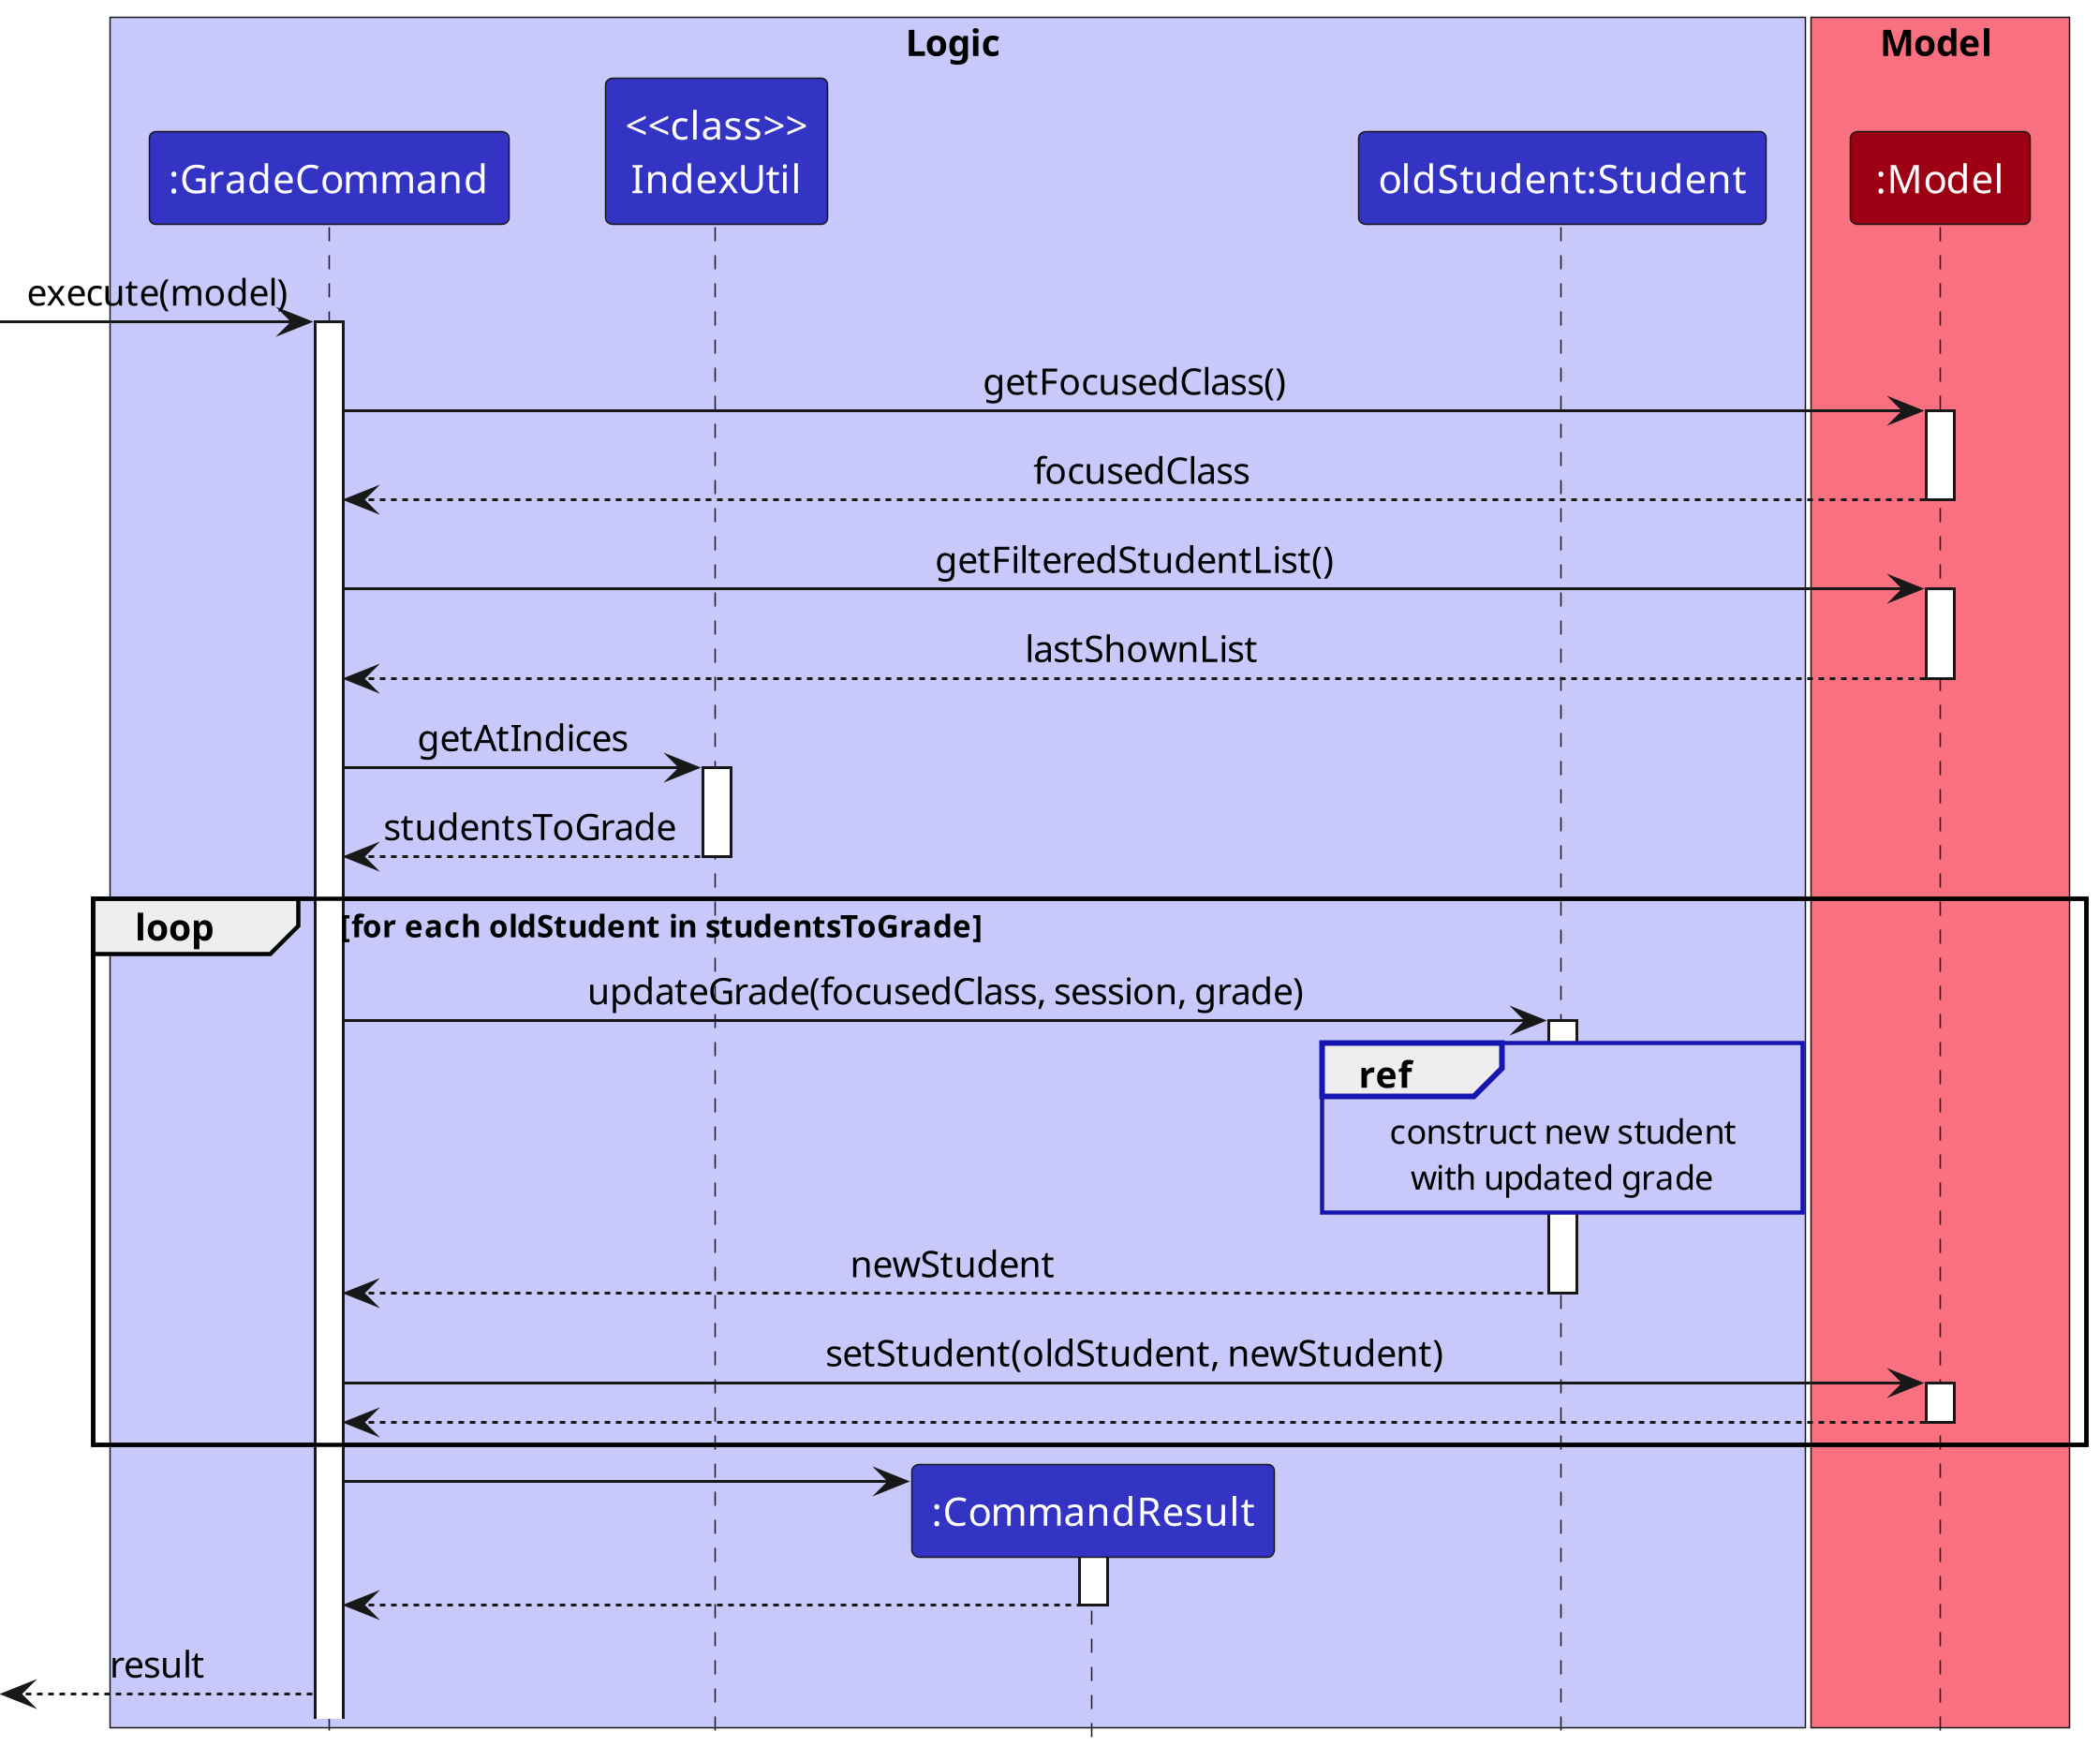 Logic
Model
<<class>>
IndexUtil
:GradeCommand
oldStudent:Student
:Model
execute(model)
getFocusedClass()
focusedClass
getFilteredStudentList()
lastShownList
getAtIndices
studentsToGrade
loop
[for each oldStudent in studentsToGrade]
updateGrade(focusedClass, session, grade)
ref
construct new student
with updated grade
newStudent
setStudent(oldStudent, newStudent)
:CommandResult
result